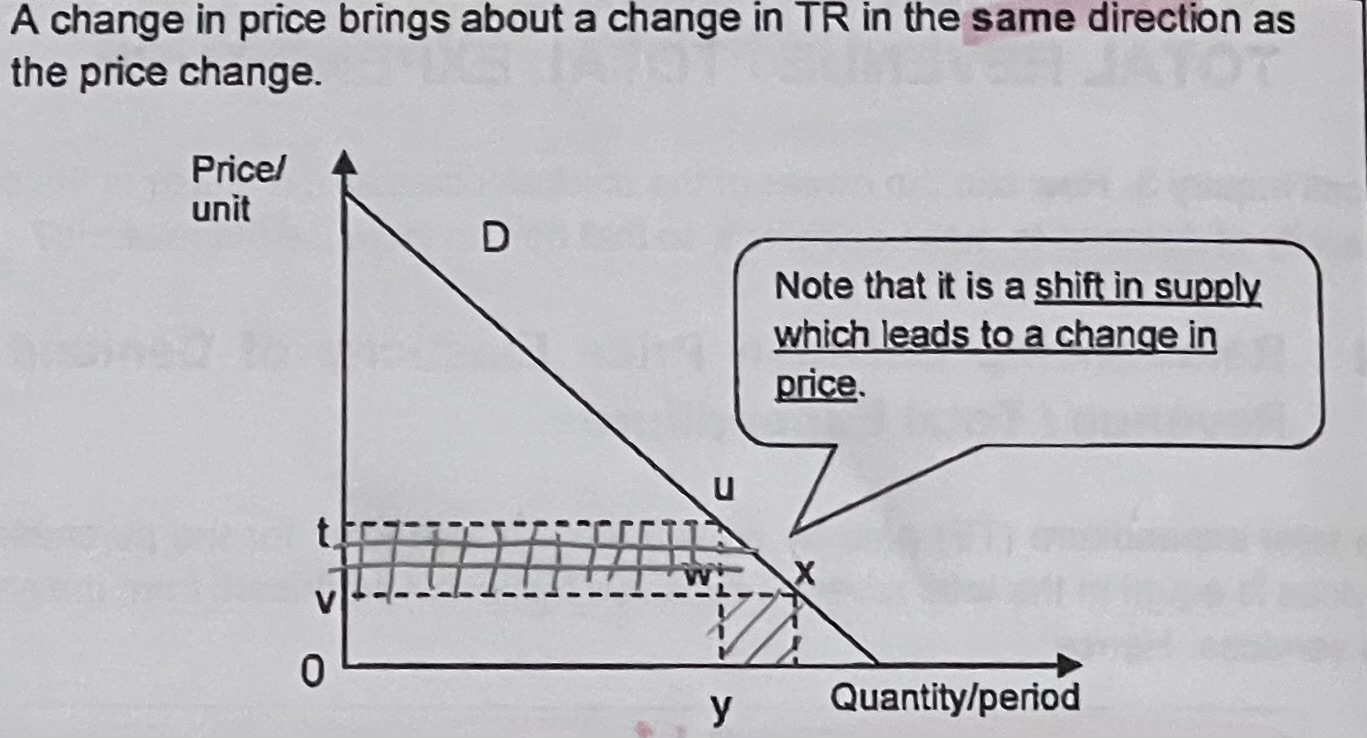 A change in price brings about a change in TR in the same direction as
the price change.
Price/
unit
D
Note that it is a shift in supply
which leads to a change in
price.
u
t
w
x
v
0
y
Quantity/period